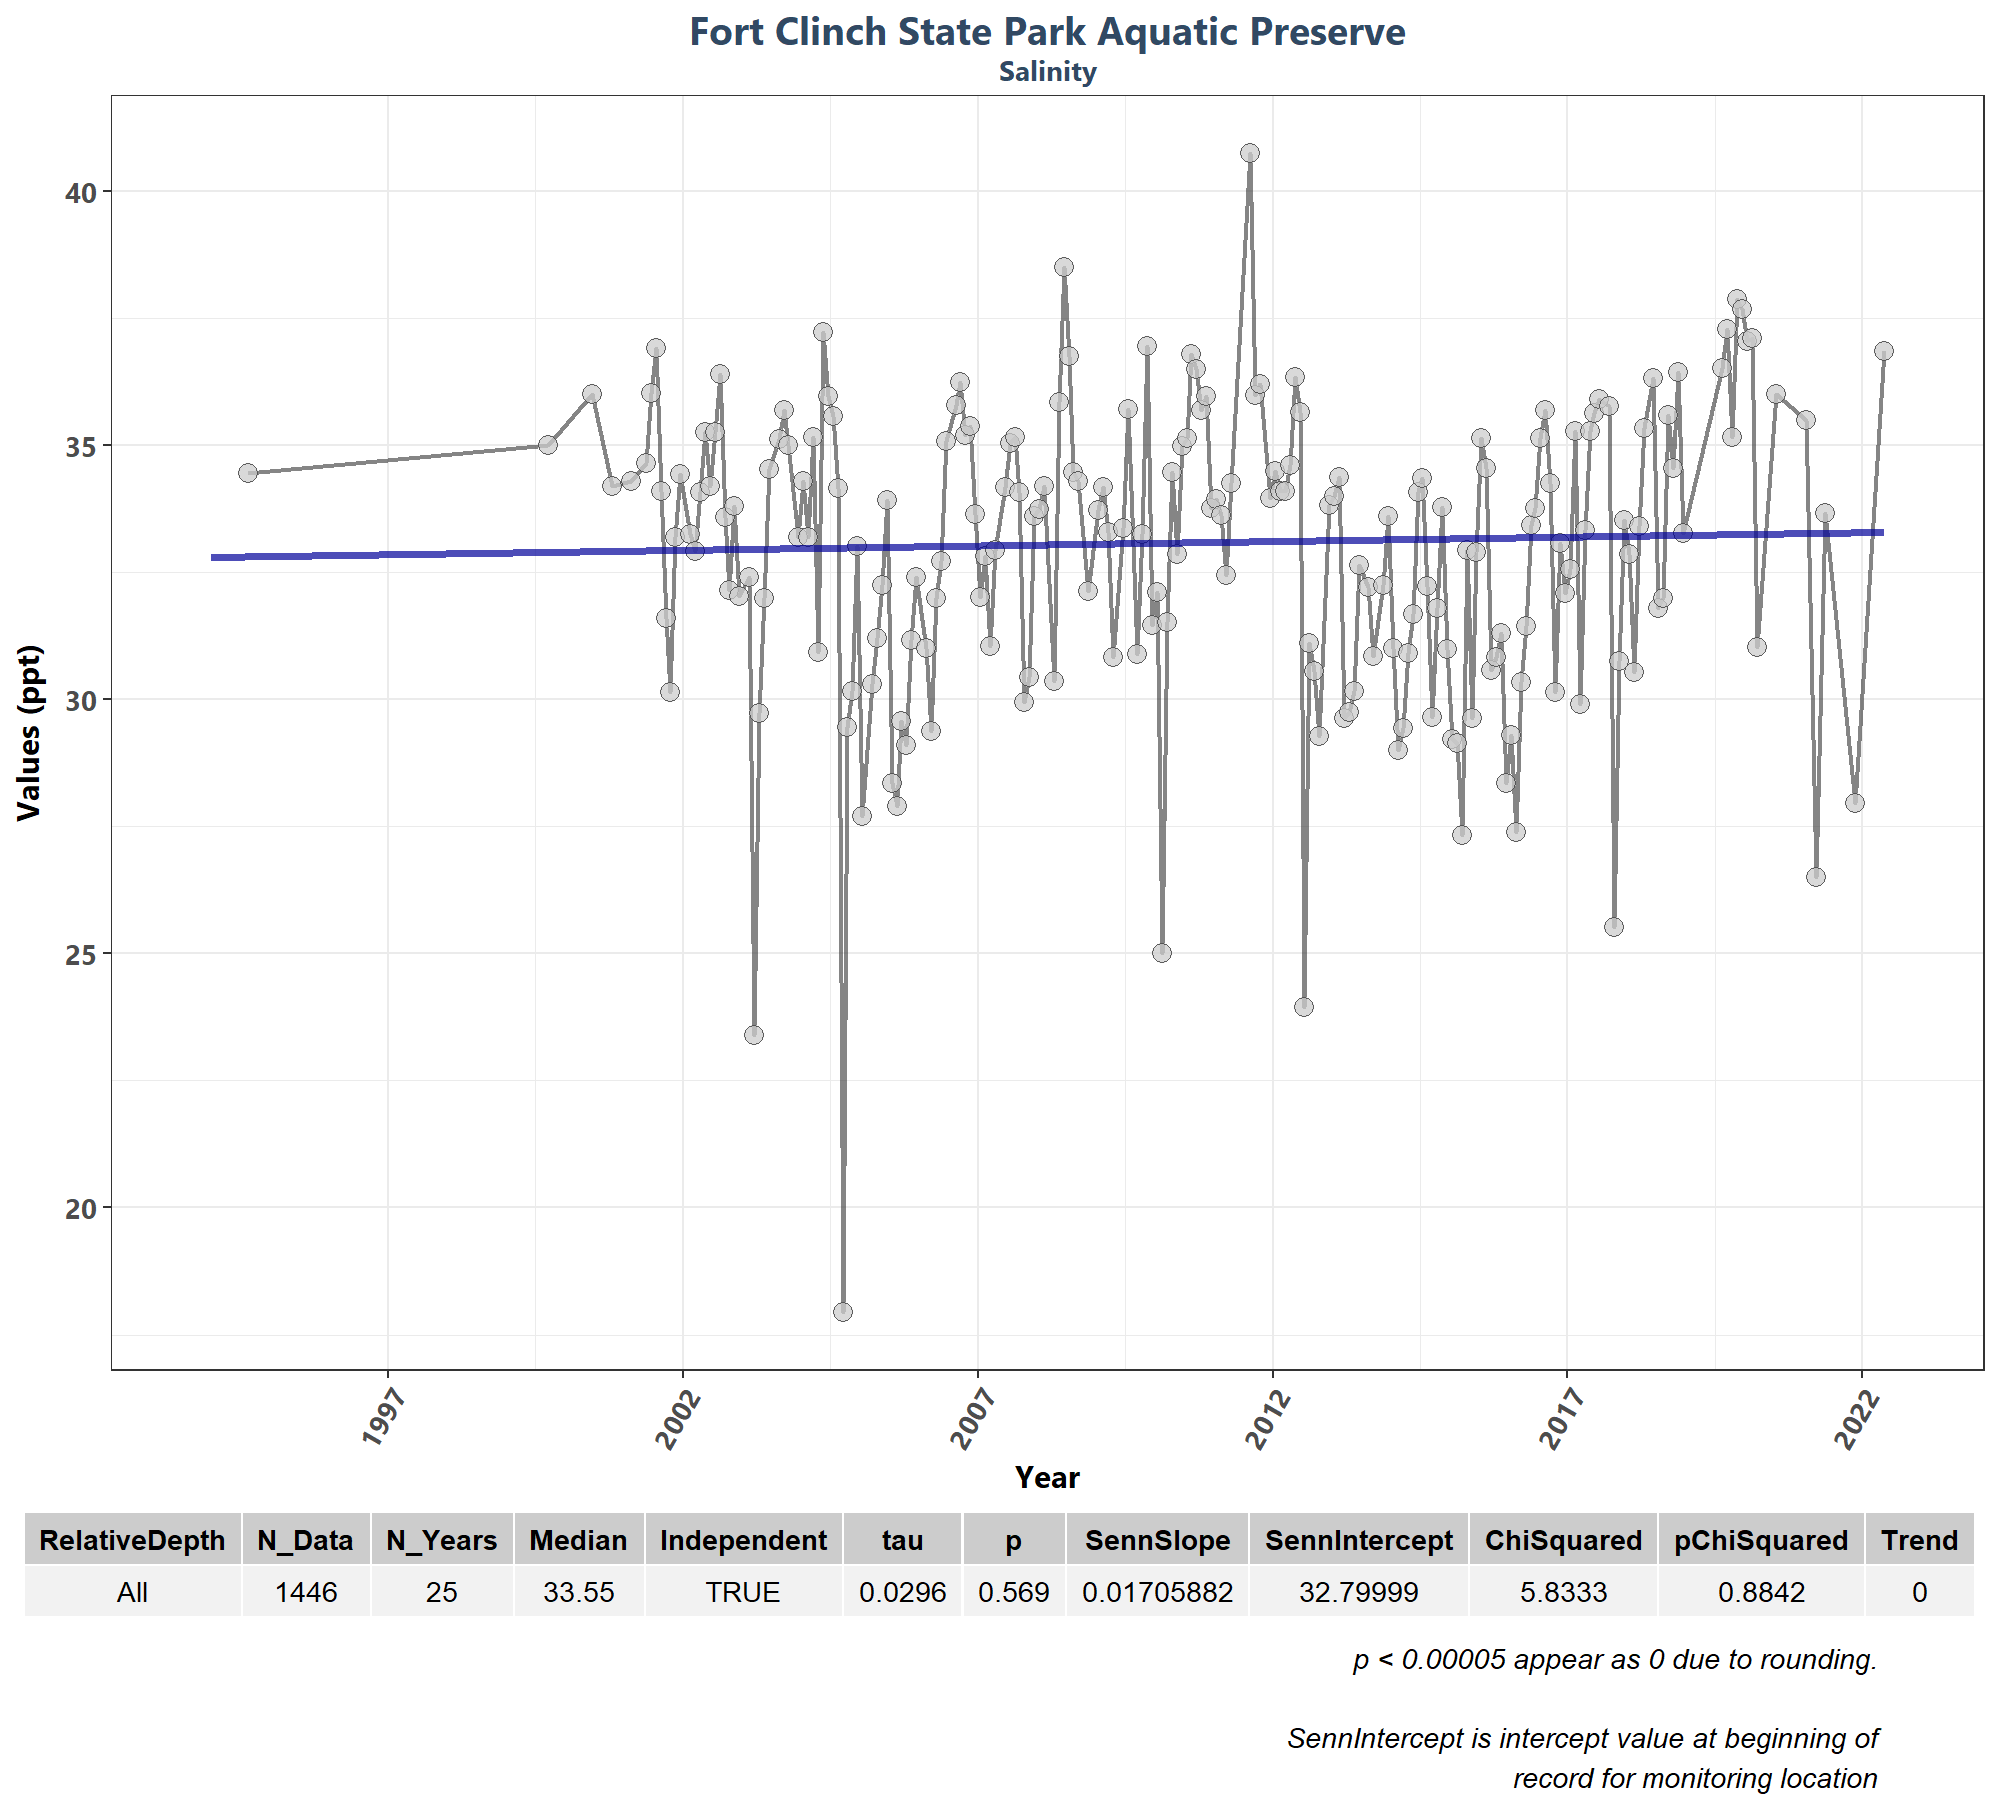 Fort Clinch State Park Aquatic Preserve
Salinity
Values (ppt)
40
35
30
25
20
1997
2002
2007
2012
2017
2022
Year
RelativeDepth N_Data N_Years Median Independent tau p SennSlope SennIntercept ChiSquared pChiSquared Trend
All 1446 25 33.55 TRUE 0.0296 0.569 0.01705882 32.79999 5.8333 0.8842 0
p < 0.00005 appear as 0 due to rounding.
SennIntercept is intercept value at beginning of
record for monitoring location